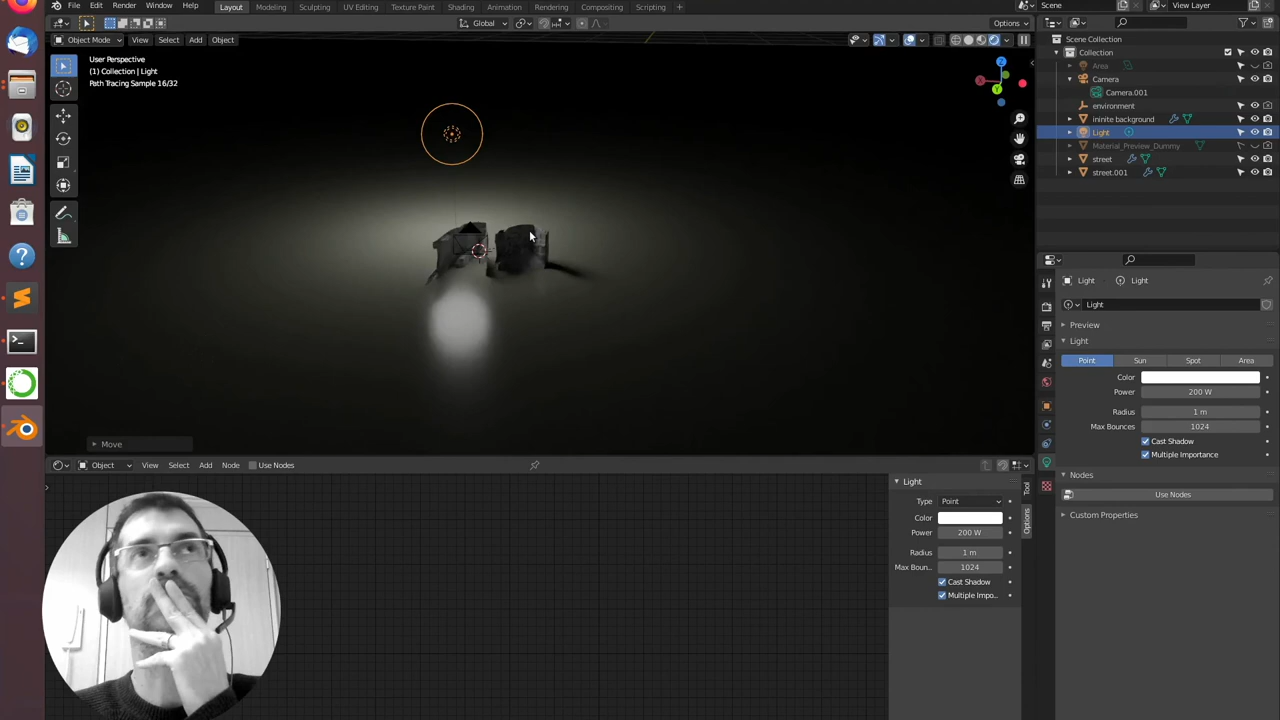 File Edit Render Window Help Layout Modeling Sculpting UV Editing Texture Paint Shading Animation Rendering Compositing Scripting + Scene View Layer
Global Options
Object Mode View Select Add Object
User Perspective
(1) Collection | Light
Path Tracing Sample 16/32
Z
Y
Move
Scene Collection
Collection
Area
Camera
Camera.001
environment
ininite background
Light
Material_Preview_Dummy
street
street.001
Light Light
Light
Preview
Light
Point Sun Spot Area
Color
Power 200 W
Radius 1 m
Max Bounces 1024
Cast Shadow
Multiple Importance
Nodes
Use Nodes
Custom Properties
Object View Select Add Node Use Nodes
Light
Type Point
Color
Power 200 W
Radius 1 m
Max Boun... 1024
Cast Shadow
Multiple Impo...
Tool
Options